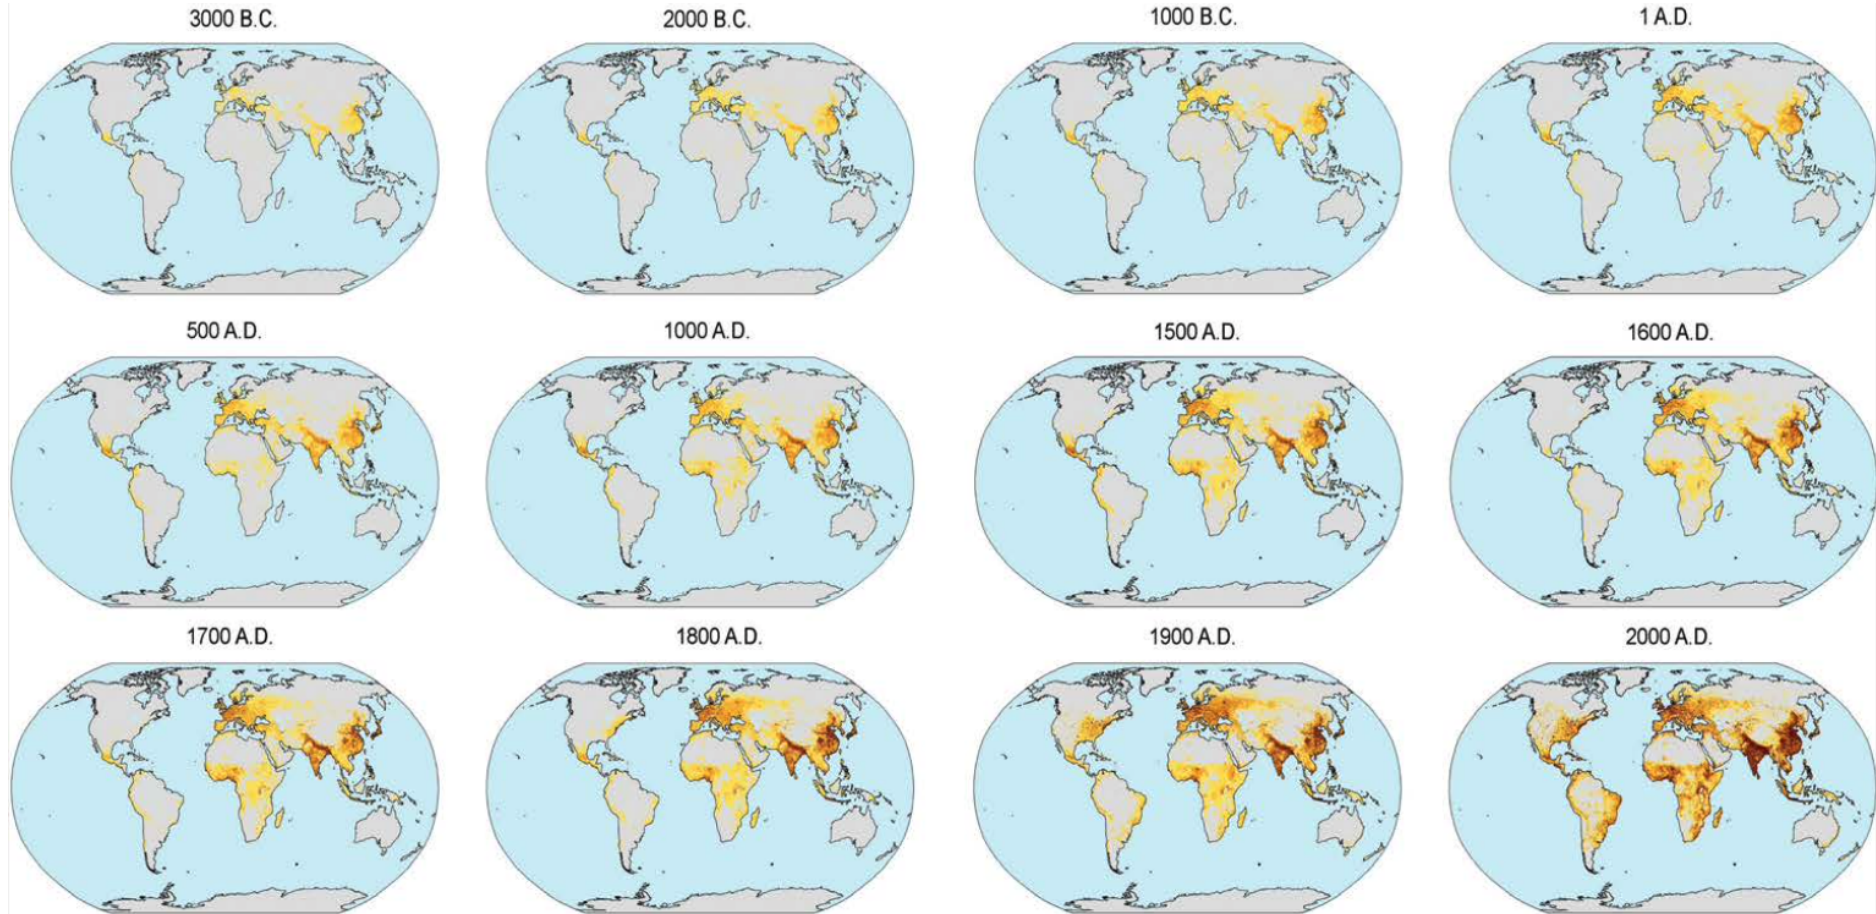 3000 B.C.
2000 B.C.
1000 B.C.
1 A.D.
500 A.D.
1000 A.D.
1500 A.D.
1600 A.D.
1700 A.D.
1800 A.D.
1900 A.D.
2000 A.D.